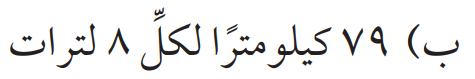 ب) ٧٩ كيلومترًا لكلِّ ٨ لترات